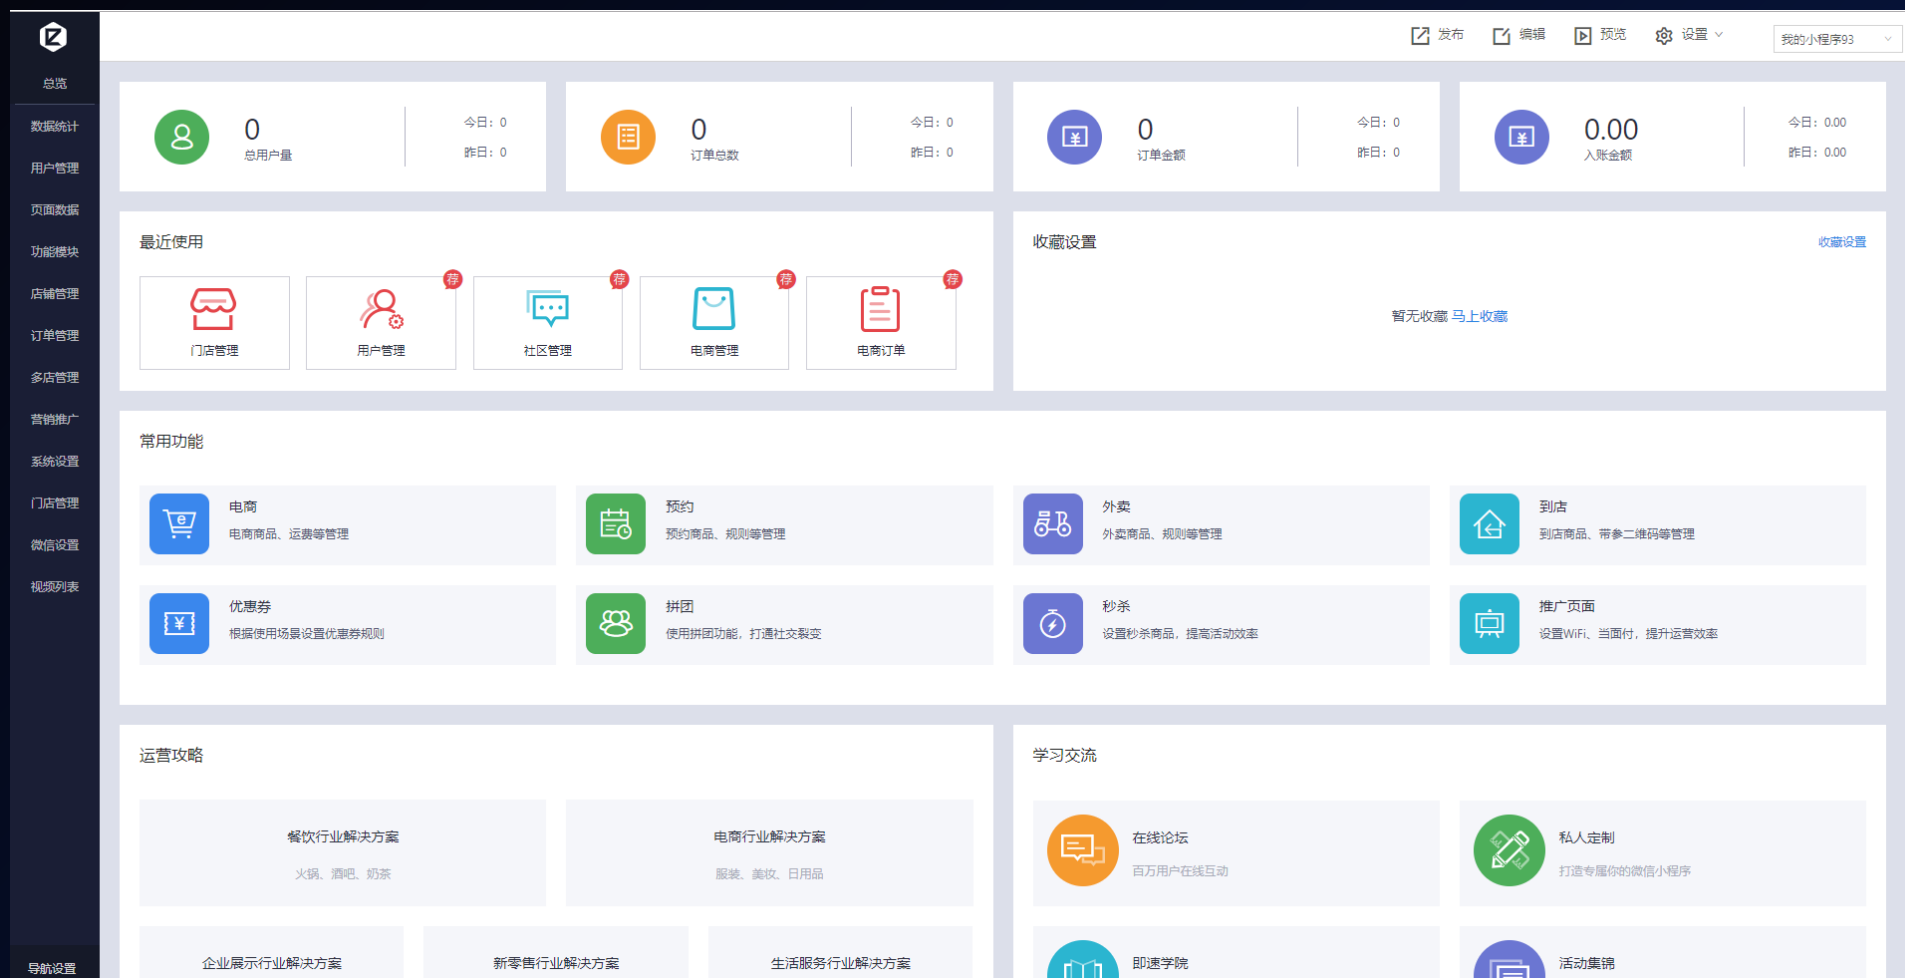 发布
编辑
预览
设置
我的小程序93
总览
数据统计
用户管理
页面数据
功能模块
店铺管理
订单管理
多店管理
营销推广
系统设置
门店管理
微信设置
视频列表
导航设置
0
总用户量
今日：0
昨日：0
0
订单总数
今日：0
昨日：0
0
订单金额
今日：0
昨日：0
0.00
入账金额
今日：0.00
昨日：0.00
最近使用
门店管理
荐
用户管理
荐
社区管理
荐
电商管理
荐
电商订单
收藏设置
收藏设置
暂无收藏 马上收藏
常用功能
电商
电商商品、运费等管理
预约
预约商品、规则等管理
外卖
外卖商品、规则等管理
到店
到店商品、带参二维码等管理
优惠券
根据使用场景设置优惠券规则
拼团
使用拼团功能，打通社交裂变
秒杀
设置秒杀商品，提高活动效率
推广页面
设置WiFi、当面付，提升运营效率
运营攻略
餐饮行业解决方案
火锅、酒吧、奶茶
电商行业解决方案
服装、美妆、日用品
企业展示行业解决方案
新零售行业解决方案
生活服务行业解决方案
学习交流
在线论坛
百万用户在线互动
私人定制
打造专属你的微信小程序
即速学院
活动集锦